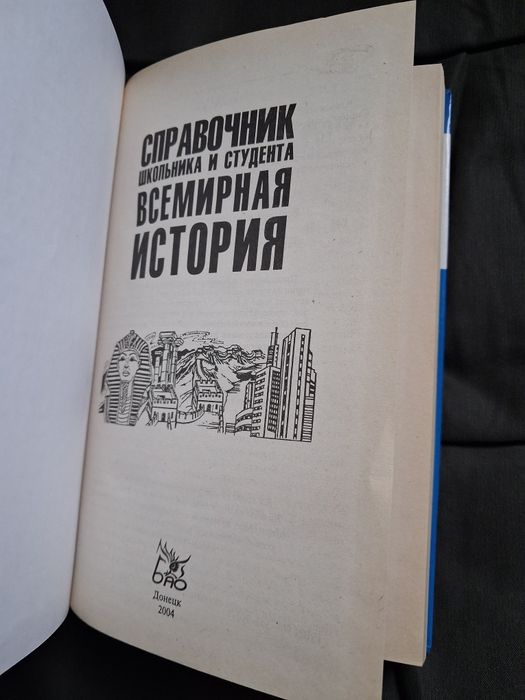 СПРАВОЧНИК
ШКОЛЬНИКА И СТУДЕНТА
ВСЕМИРНАЯ
ИСТОРИЯ
БАО
Донецк
2004